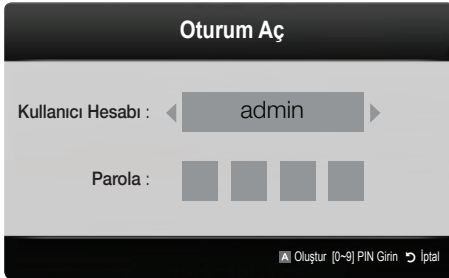 Oturum Aç
Kullanıcı Hesabı : admin
Parola :
A Oluştur [0~9] PIN Girin İptal